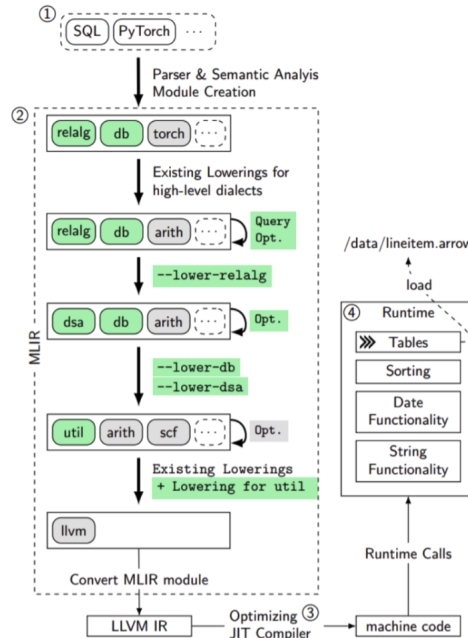 ①
SQL PyTorch ...
Parser & Semantic Analyis
Module Creation
②
relalg db torch ...
Existing Lowerings for
high-level dialects
relalg db arith ...
Query
Opt.
--lower-relalg
dsa db arith ...
Opt.
MLIR
--lower-db
--lower-dsa
util arith scf ...
Opt.
Existing Lowerings
+ Lowering for util
llvm
Convert MLIR module
LLVM IR
Optimizing ③
JIT Compiler
machine code
Runtime Calls
/data/lineitem.arrow
load
④ Runtime
Tables
Sorting
Date
Functionality
String
Functionality